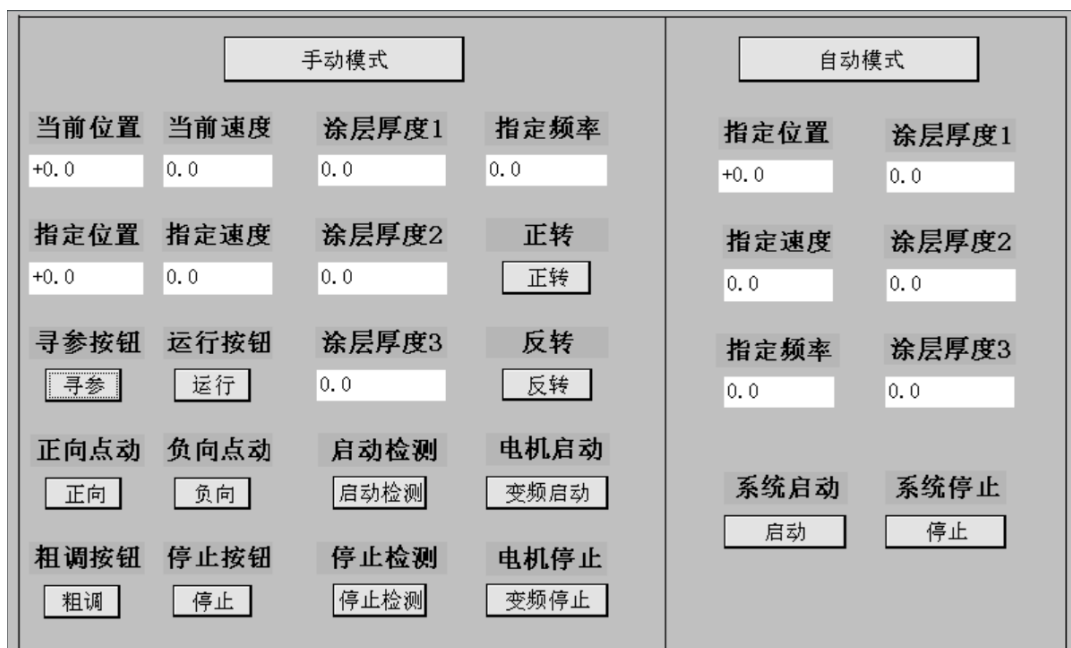 手动模式
当前位置 当前速度 涂层厚度1 指定频率
+0.0 0.0 0.0 0.0
指定位置 指定速度 涂层厚度2 正转
+0.0 0.0 0.0 正转
寻参按钮 运行按钮 涂层厚度3 反转
寻参 运行 0.0 反转
正向点动 负向点动 启动检测 电机启动
正向 负向 启动检测 变频启动
粗调按钮 停止按钮 停止检测 电机停止
粗调 停止 停止检测 变频停止
自动模式
指定位置 涂层厚度1
+0.0 0.0
指定速度 涂层厚度2
0.0 0.0
指定频率 涂层厚度3
0.0 0.0
系统启动 系统停止
启动 停止